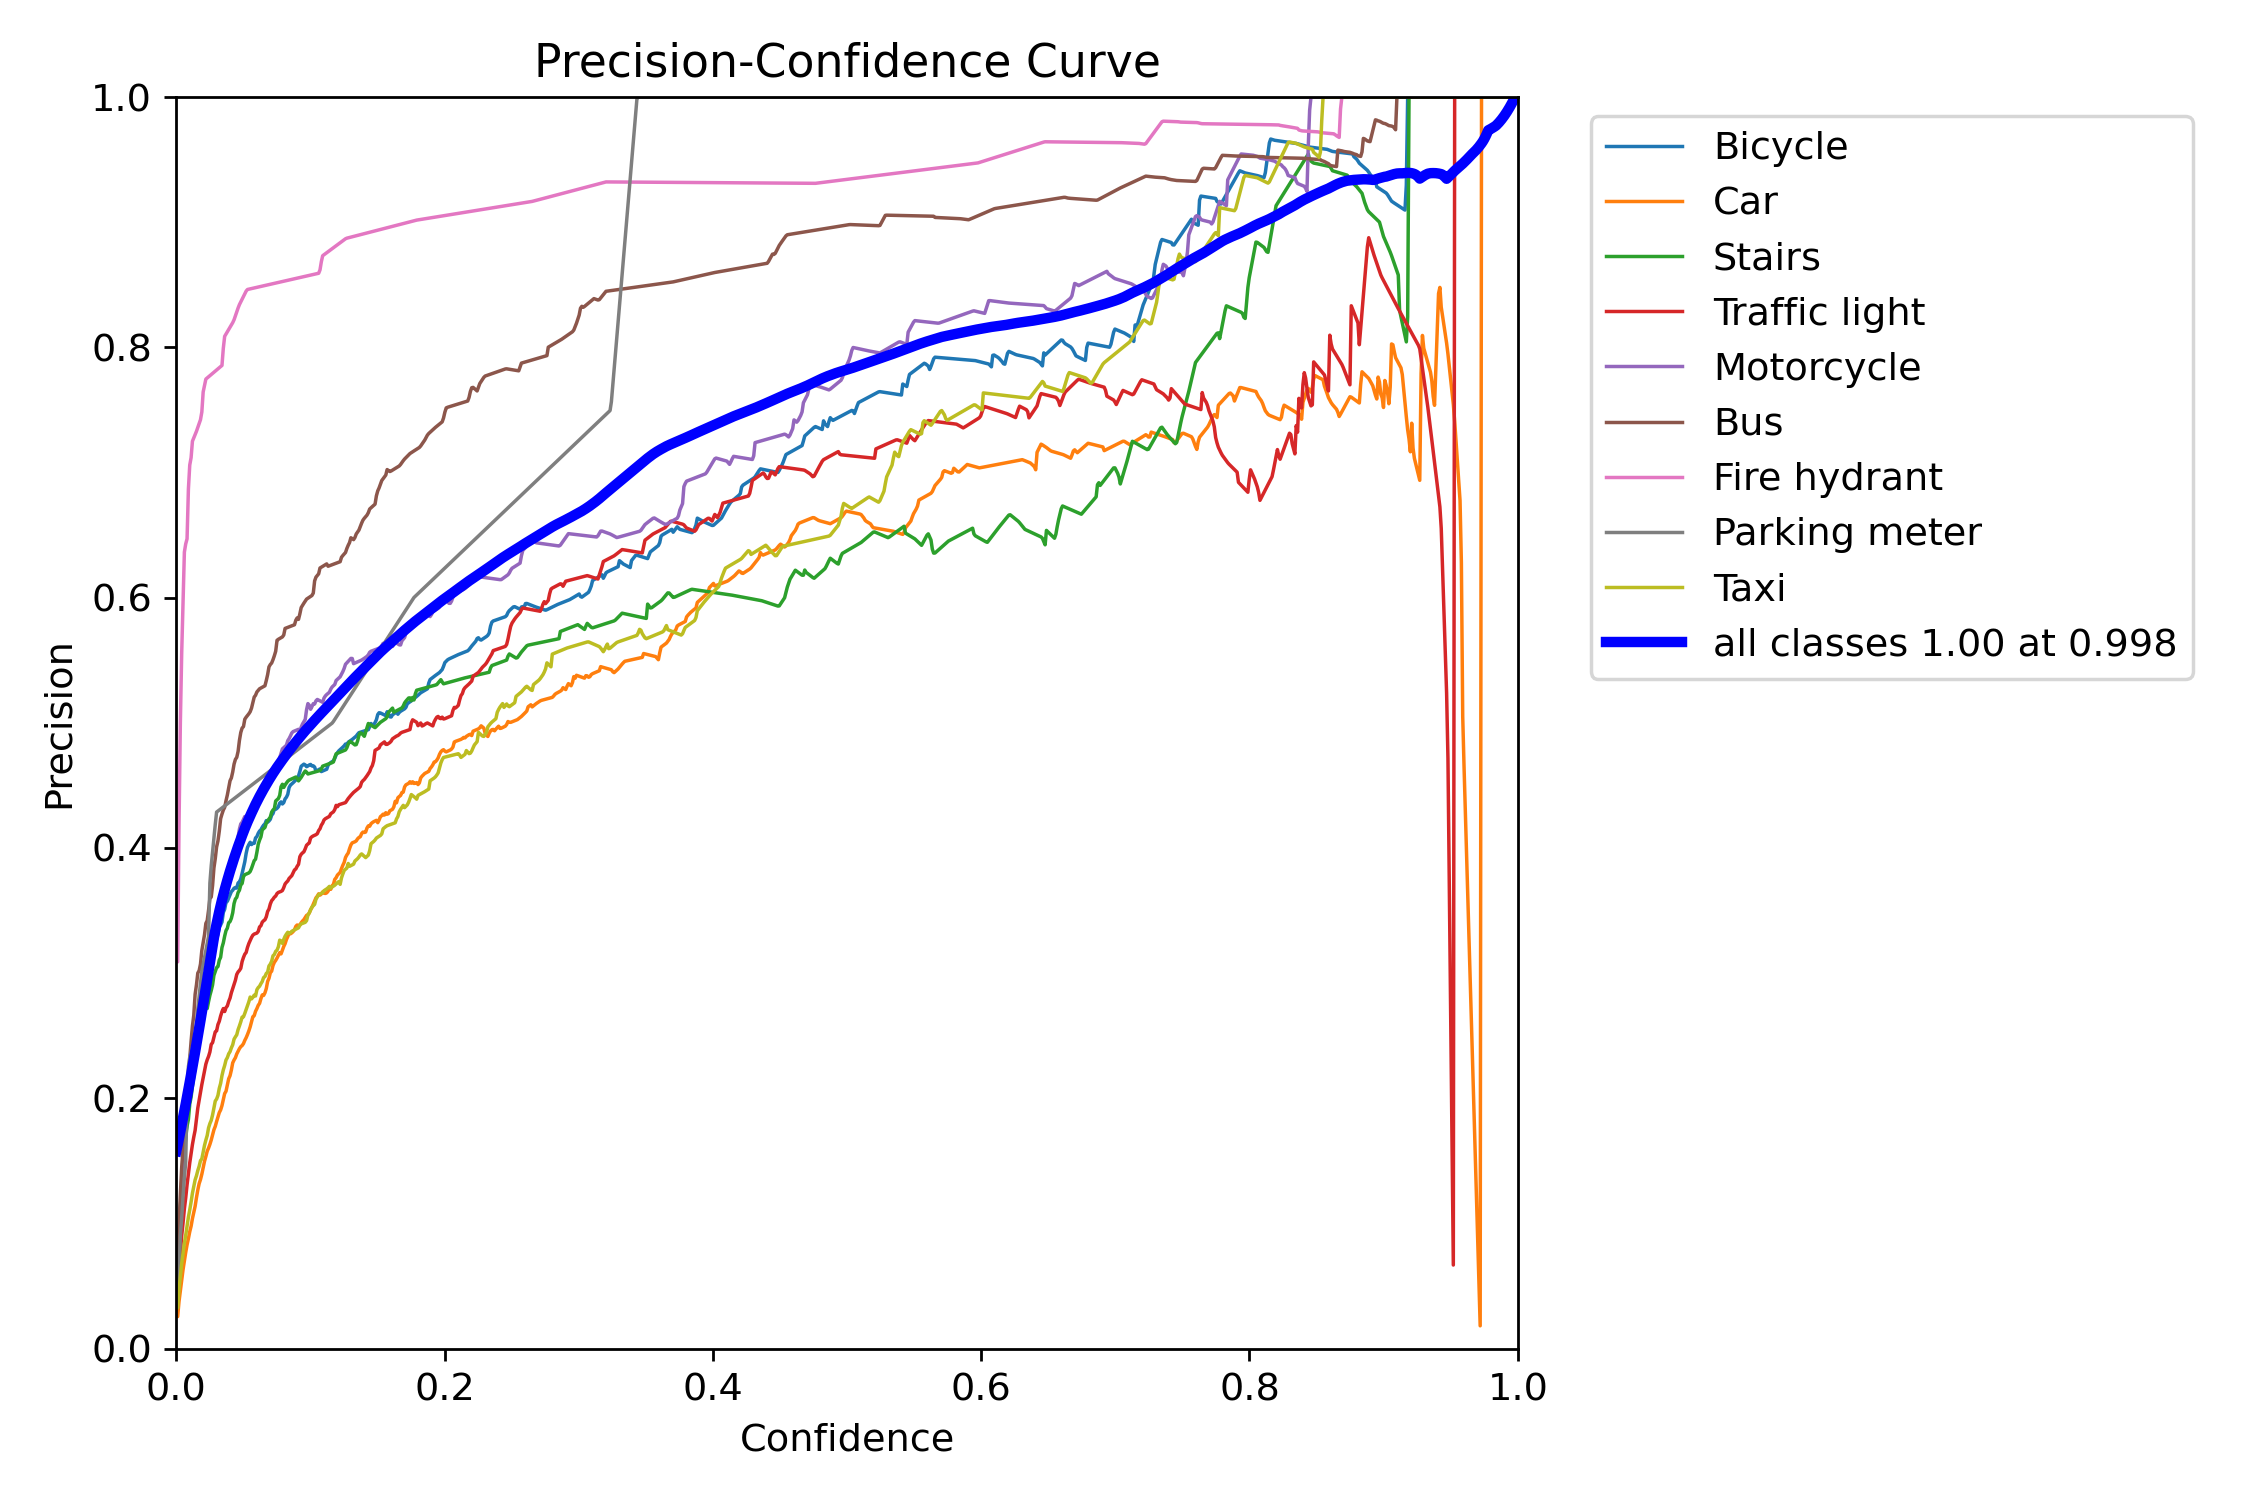 Precision-Confidence Curve
1.0
0.8
0.6
0.4
0.2
0.0
Precision
0.0 0.2 0.4 0.6 0.8 1.0
Confidence
Bicycle
Car
Stairs
Traffic light
Motorcycle
Bus
Fire hydrant
Parking meter
Taxi
all classes 1.00 at 0.998